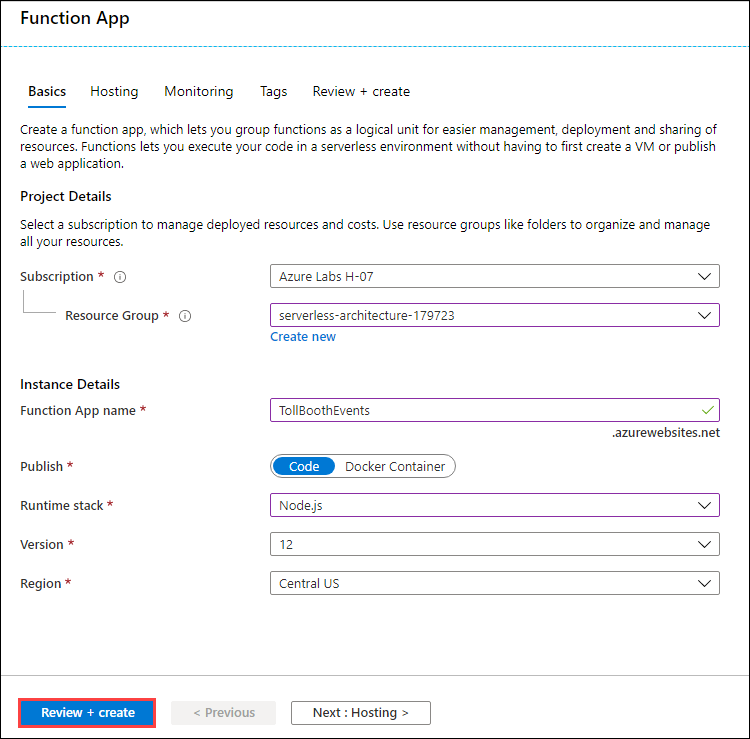 Function App
Basics Hosting Monitoring Tags Review + create
Create a function app, which lets you group functions as a logical unit for easier management, deployment and sharing of
resources. Functions lets you execute your code in a serverless environment without having to first create a VM or publish
a web application.
Project Details
Select a subscription to manage deployed resources and costs. Use resource groups like folders to organize and manage
all your resources.
Subscription * Azure Labs H-07
Resource Group * serverless-architecture-179723
Create new
Instance Details
Function App name * TollBoothEvents
.azurewebsites.net
Publish * Code Docker Container
Runtime stack * Node.js
Version * 12
Region * Central US
Review + create < Previous Next : Hosting >